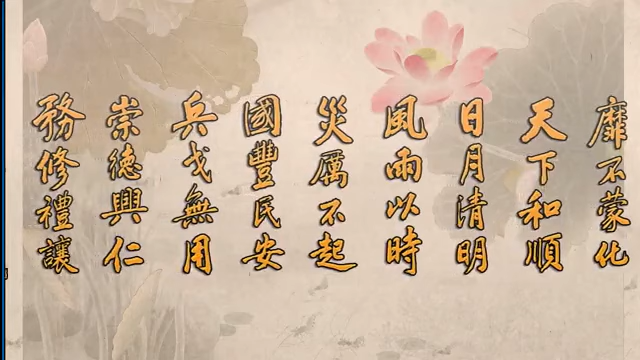 靡不蒙化
天下和順
日月清明
風雨以時
災厲不起
國豐民安
兵戈無用
崇德興仁
務修禮讓